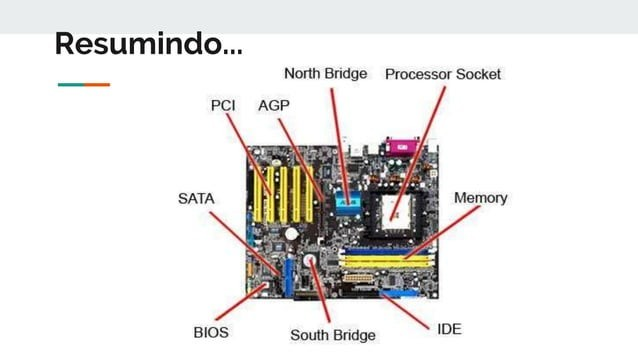 Resumindo...
North Bridge
Processor Socket
PCI
AGP
SATA
Memory
BIOS
South Bridge
IDE